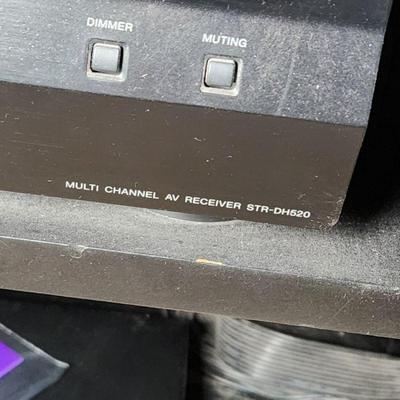 DIMMER
MUTING
MULTI CHANNEL AV RECEIVER STR-DH520